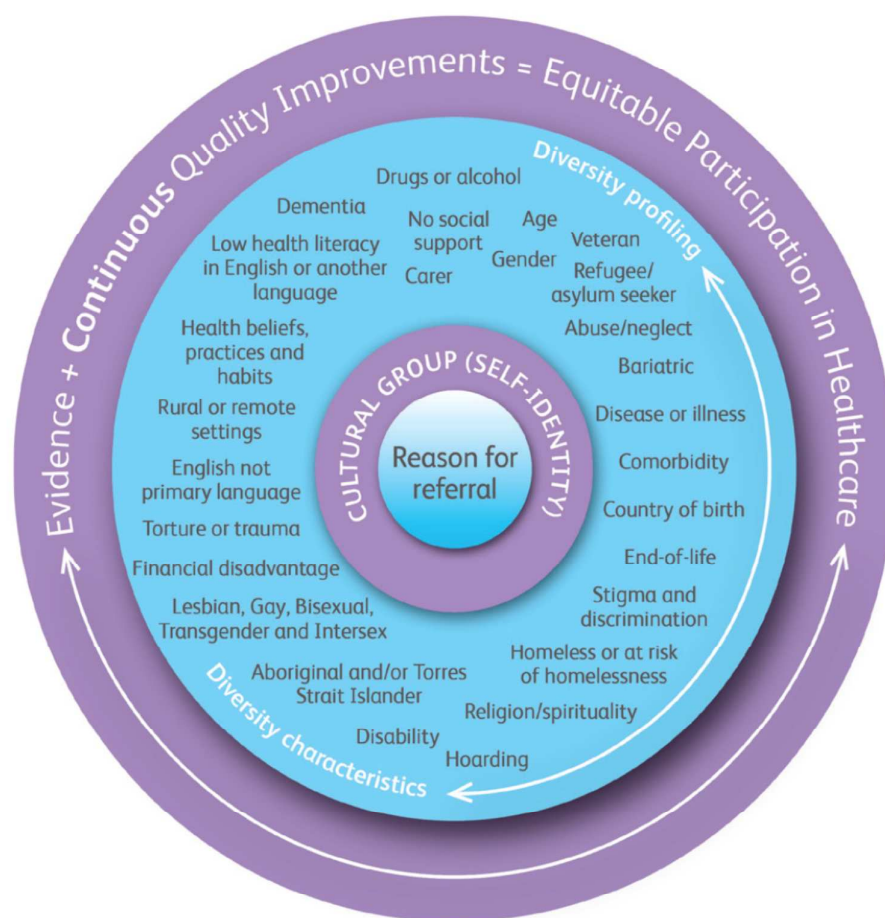 Evidence + Continuous Quality Improvements = Equitable Participation in Healthcare
Diversity profiling
Drugs or alcohol
Dementia
No social
support
Age
Veteran
Low health literacy
in English or another
language
Carer
Gender
Refugee/
asylum seeker
Health beliefs,
practices and
habits
Abuse/neglect
Bariatric
Rural or remote
settings
Disease or illness
English not
primary language
Comorbidity
Torture or trauma
Country of birth
Financial disadvantage
End-of-life
Lesbian, Gay, Bisexual,
Transgender and Intersex
Stigma and
discrimination
Aboriginal and/or Torres
Strait Islander
Homeless or at risk
of homelessness
Religion/spirituality
Disability
Hoarding
Diversity characteristics
CULTURAL GROUP (SELF-IDENTITY)
Reason for
referral